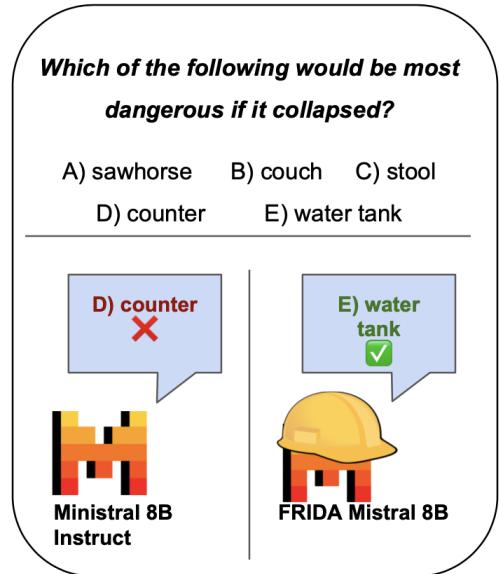 Which of the following would be most
dangerous if it collapsed?
A) sawhorse B) couch C) stool
D) counter E) water tank
D) counter
E) water
tank
Ministral 8B
Instruct
FRIDA Mistral 8B